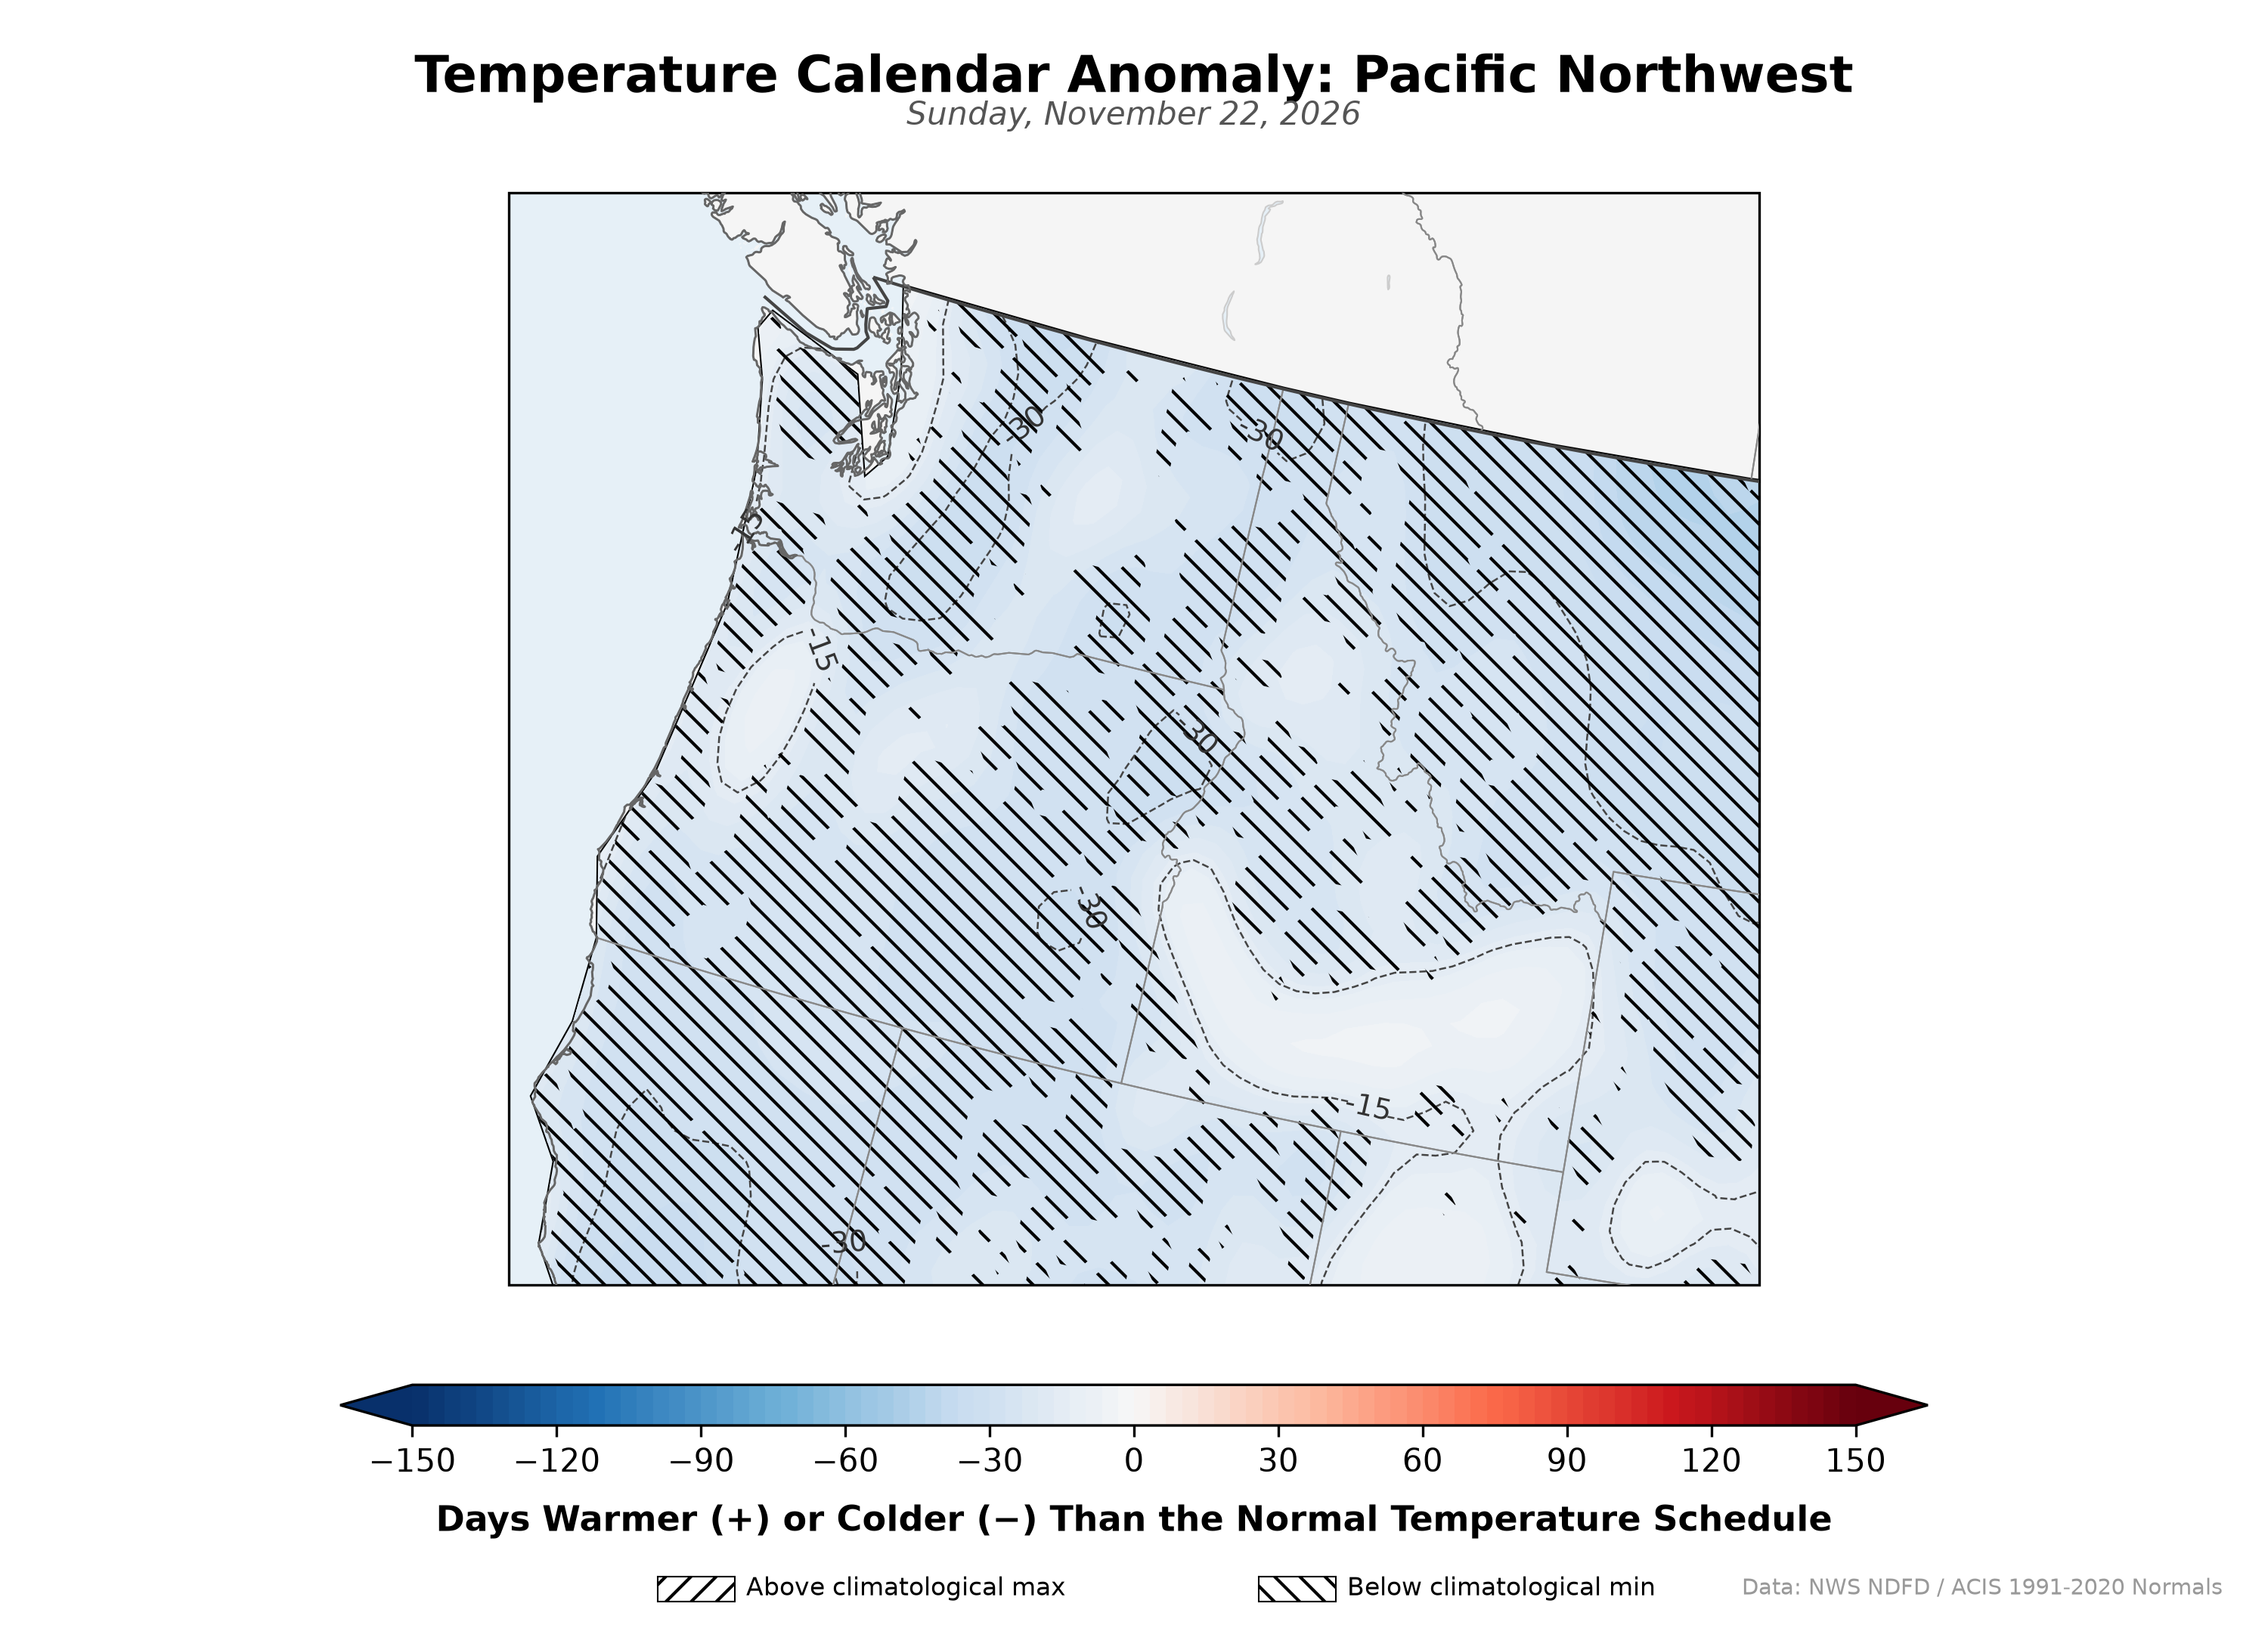 Temperature Calendar Anomaly: Pacific Northwest
Sunday, November 22, 2026
-30
-30
-15
-15
-30
-30
-15
-30
−150 −120 −90 −60 −30 0 30 60 90 120 150
Days Warmer (+) or Colder (−) Than the Normal Temperature Schedule
Above climatological max Below climatological min Data: NWS NDFD / ACIS 1991-2020 Normals